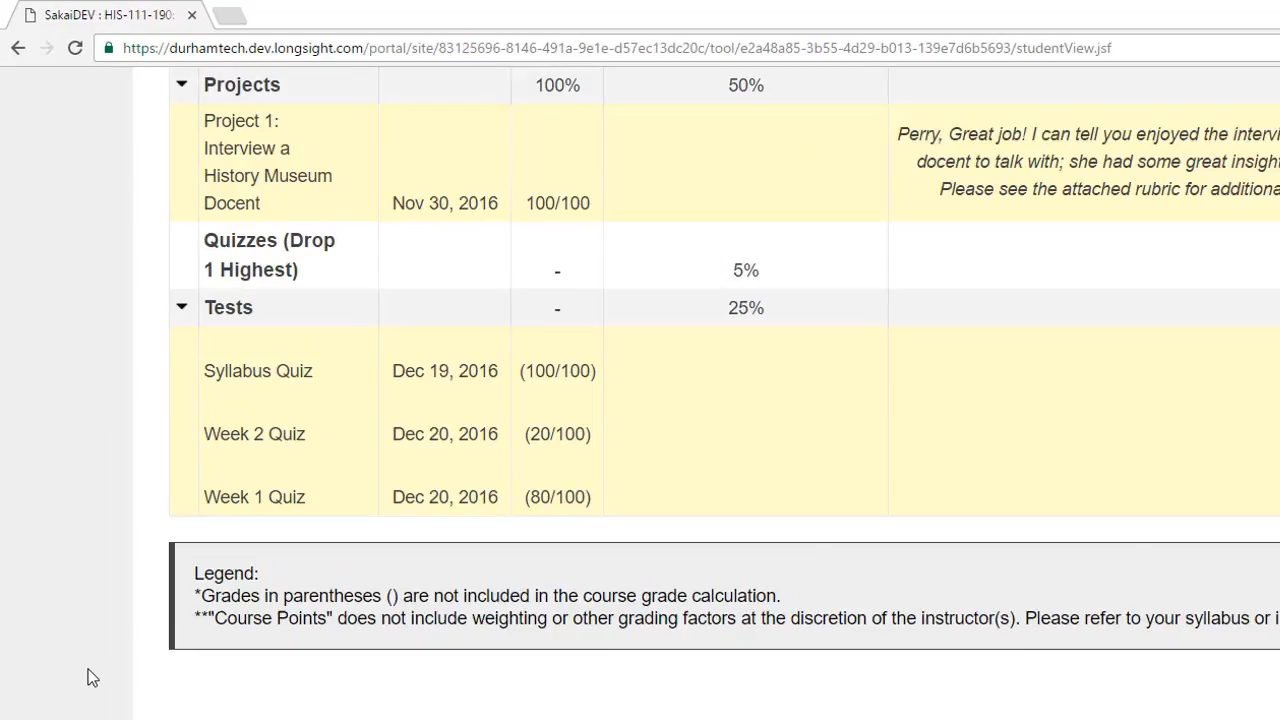 SakaiDEV : HIS-111-190:
https://durhamtech.dev.longsight.com/portal/site/83125696-8146-491a-9e1e-d57ec13dc20c/tool/e2a48a85-3b55-4d29-b013-139e7d6b5693/studentView.jsf
Projects 100% 50%
Project 1:
Interview a
History Museum
Docent Nov 30, 2016 100/100
Perry, Great job! I can tell you enjoyed the intervi
docent to talk with; she had some great insight
Please see the attached rubric for additiona
Quizzes (Drop
1 Highest) - 5%
Tests - 25%
Syllabus Quiz Dec 19, 2016 (100/100)
Week 2 Quiz Dec 20, 2016 (20/100)
Week 1 Quiz Dec 20, 2016 (80/100)
Legend:
*Grades in parentheses () are not included in the course grade calculation.
**"Course Points" does not include weighting or other grading factors at the discretion of the instructor(s). Please refer to your syllabus or i